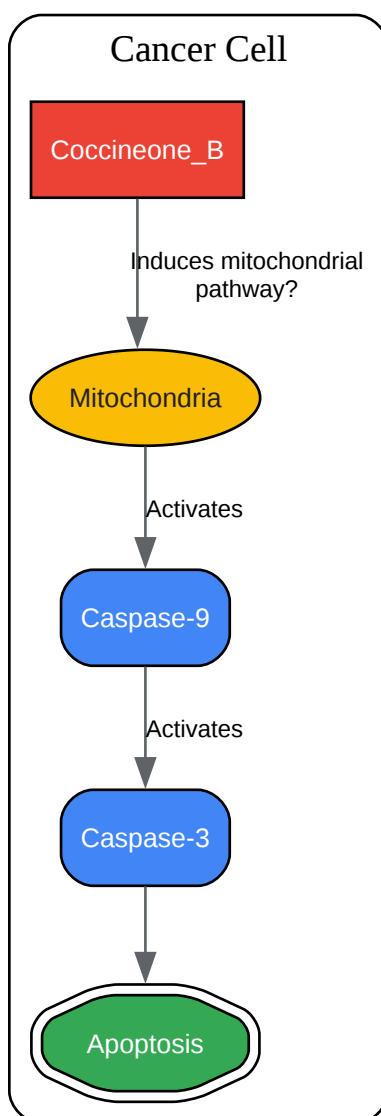 Cancer Cell
Coccineone_B
Induces mitochondrial
pathway?
Mitochondria
Activates
Caspase-9
Activates
Caspase-3
Apoptosis